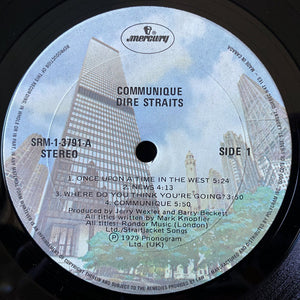 mercury
COMMUNIQUE
DIRE STRAITS
SRM-1-3791-A
STEREO
SIDE 1
1. ONCE UPON A TIME IN THE WEST 5:24
2. NEWS 4:13
3. WHERE DO YOU THINK YOU'RE GOING? 3:50
4. COMMUNIQUE 5:50
Produced by Jerry Wexler and Barry Beckett
All titles written by Mark Knopfler
All titles: Rondor Music (London)
Ltd./Straitjacket Songs
Ⓟ 1979 Phonogram
Ltd. (UK)